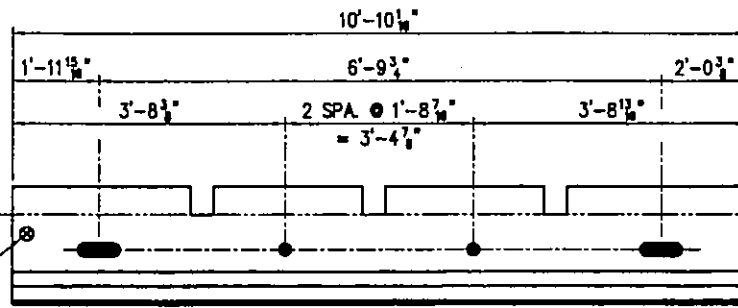 10'-10 1/16"
1'-11 15/16" 6'-9 3/4" 2'-0 3/8"
3'-8 3/8" 2 SPA. @ 1'-8 7/16" 3'-8 13/16"
= 3'-4 7/8"